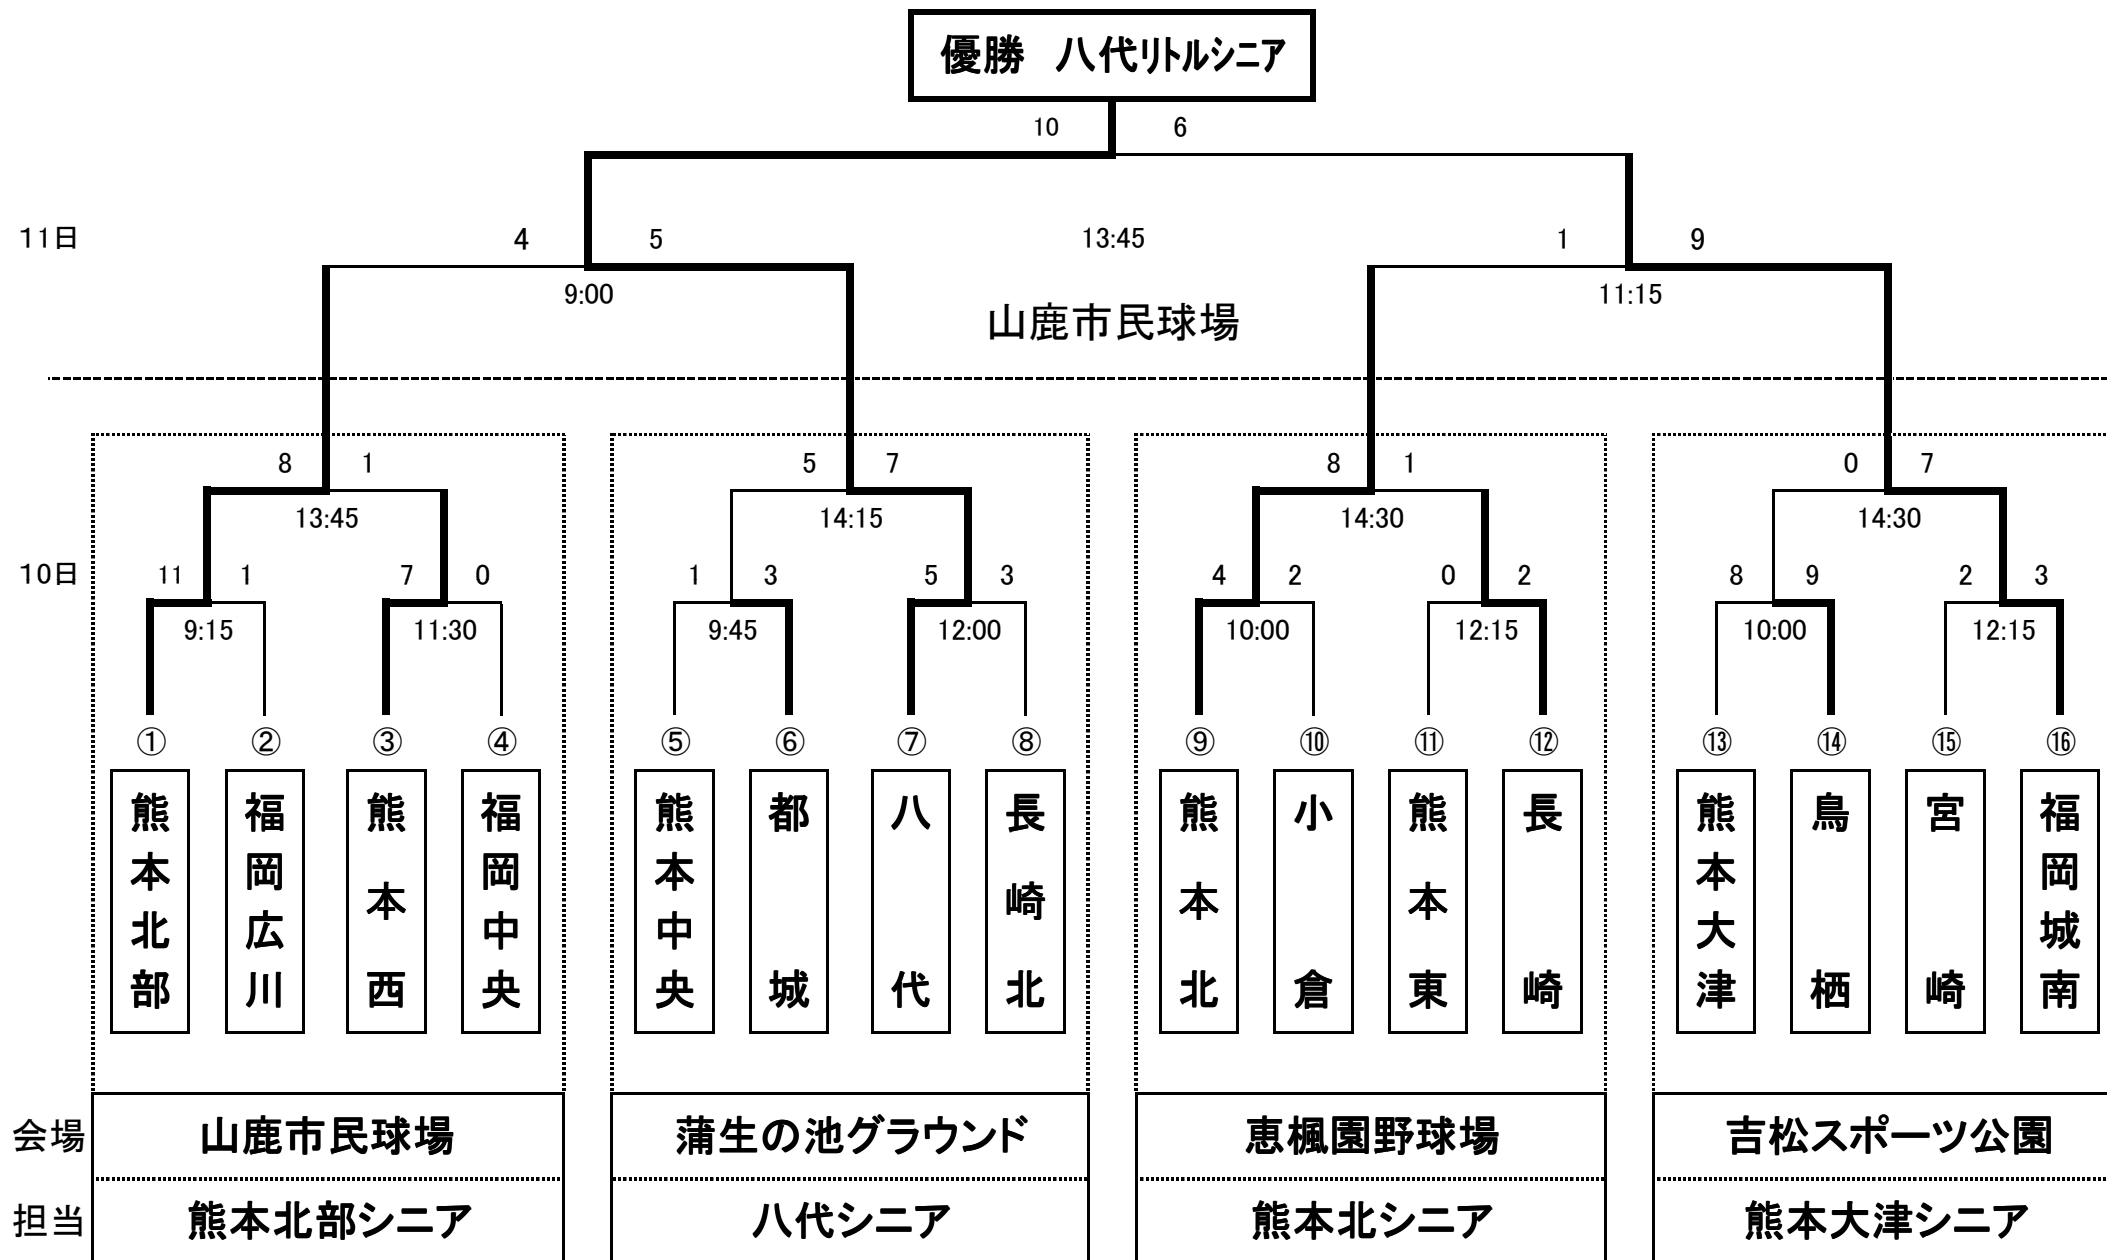 優勝　八代リトルシニア
10 6
11日 4 5 13:45 1 9
9:00 11:15
山鹿市民球場
8 1 5 7 8 1 0 7
13:45 14:15 14:30 14:30
10日 11 1 7 0 1 3 5 3 4 2 0 2 8 9 2 3
9:15 11:30 9:45 12:00 10:00 12:15 10:00 12:15
① ② ③ ④ ⑤ ⑥ ⑦ ⑧ ⑨ ⑩ ⑪ ⑫ ⑬ ⑭ ⑮ ⑯
熊本北部
福岡広川
熊本西
福岡中央
熊本中央
都城
八代
長崎北
熊本北
小倉
熊本東
長崎
熊本大津
鳥栖
宮崎
福岡城南
会場 山鹿市民球場 蒲生の池グラウンド 恵楓園野球場 吉松スポーツ公園
担当 熊本北部シニア 八代シニア 熊本北シニア 熊本大津シニア